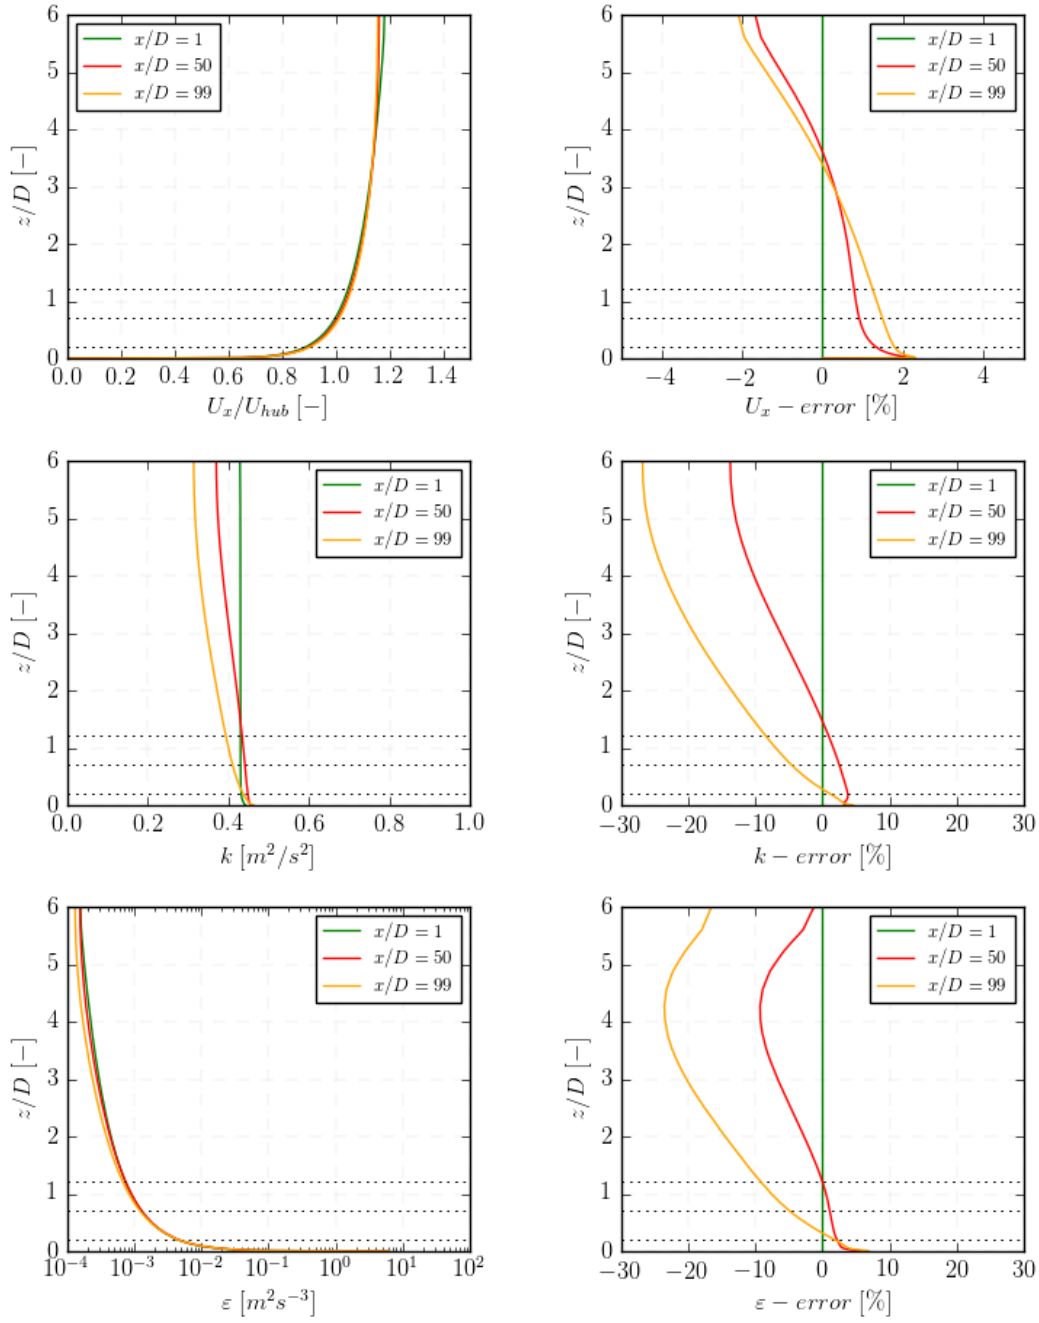 6
x/D = 1
x/D = 50
x/D = 99
5
4
3
2
1
0
z/D [−]
0.0 0.2 0.4 0.6 0.8 1.0 1.2 1.4
U_x/U_hub [−]
6
x/D = 1
x/D = 50
x/D = 99
5
4
3
2
1
0
z/D [−]
−4 −2 0 2 4
U_x − error [%]
6
x/D = 1
x/D = 50
x/D = 99
5
4
3
2
1
0
z/D [−]
0.0 0.2 0.4 0.6 0.8 1.0
k [m²/s²]
6
x/D = 1
x/D = 50
x/D = 99
5
4
3
2
1
0
z/D [−]
−30 −20 −10 0 10 20 30
k − error [%]
6
x/D = 1
x/D = 50
x/D = 99
5
4
3
2
1
0
z/D [−]
10⁻⁴ 10⁻³ 10⁻² 10⁻¹ 10⁰ 10¹ 10²
ε [m²s⁻³]
6
x/D = 1
x/D = 50
x/D = 99
5
4
3
2
1
0
z/D [−]
−30 −20 −10 0 10 20 30
ε − error [%]